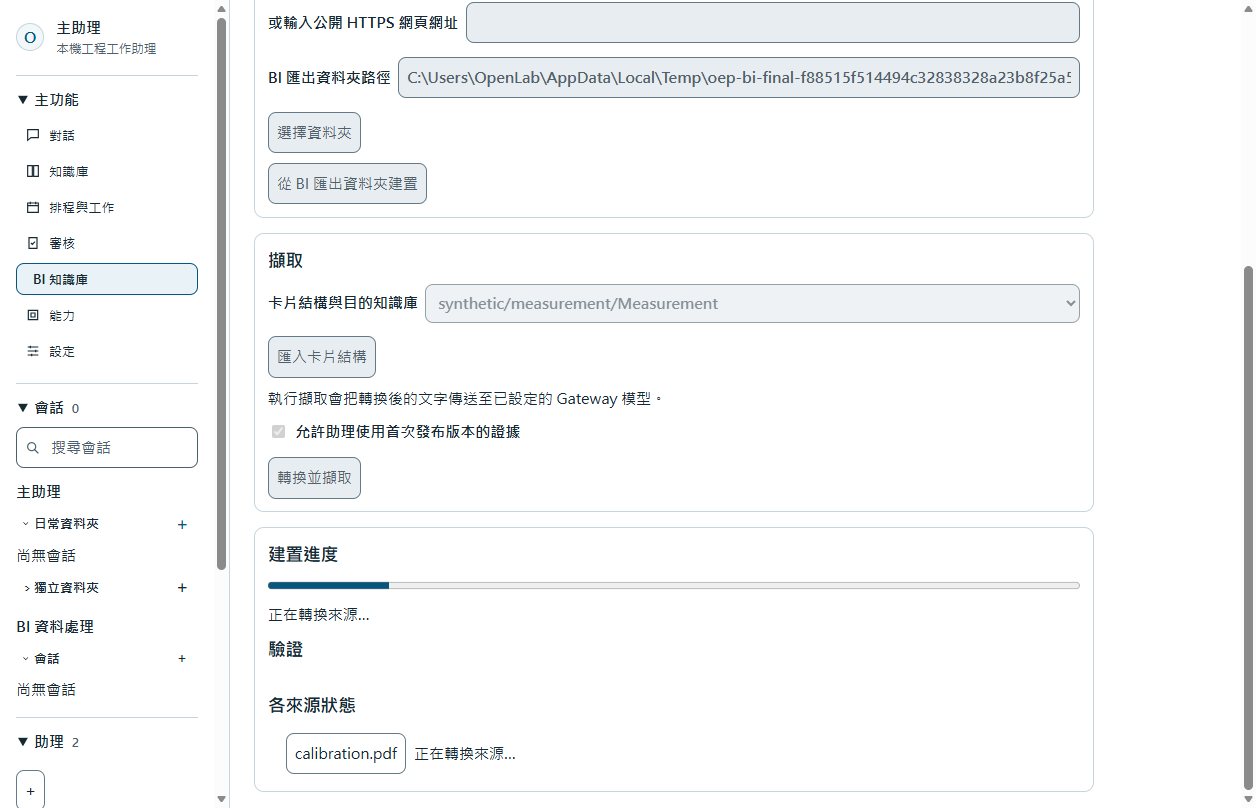 O
主助理
本機工程工作助理
▼ 主功能
對話
知識庫
排程與工作
審核
BI 知識庫
能力
設定
▼ 會話 0
搜尋會話
主助理
日常資料夾 +
尚無會話
獨立資料夾 +
BI 資料處理
會話 +
尚無會話
▼ 助理 2
+
或輸入公開 HTTPS 網頁網址
BI 匯出資料夾路徑 C:\Users\OpenLab\AppData\Local\Temp\oep-bi-final-f88515f514494c32838328a23b8f25a5
選擇資料夾
從 BI 匯出資料夾建置
擷取
卡片結構與目的知識庫 synthetic/measurement/Measurement
匯入卡片結構
執行擷取會把轉換後的文字傳送至已設定的 Gateway 模型。
允許助理使用首次發布版本的證據
轉換並擷取
建置進度
正在轉換來源...
驗證
各來源狀態
calibration.pdf 正在轉換來源...